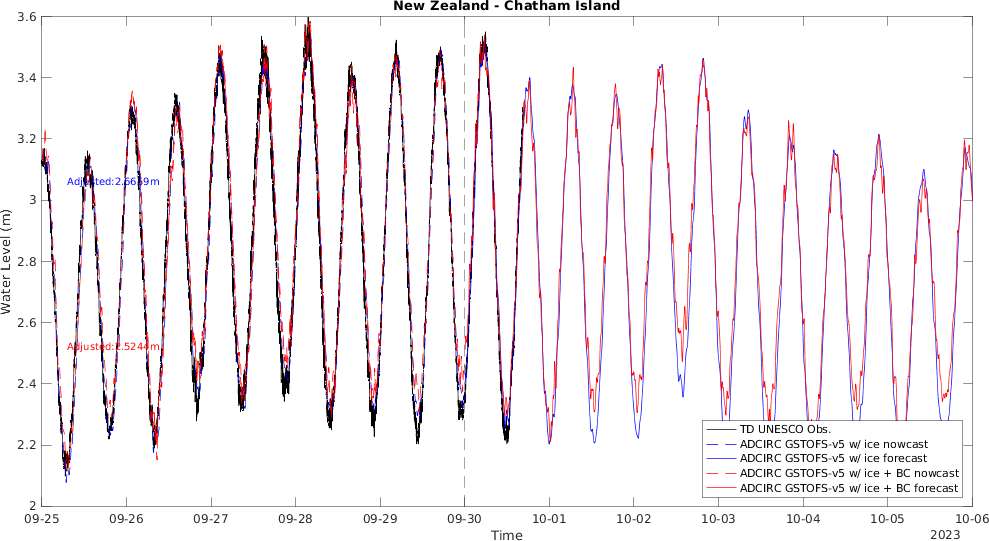 New Zealand - Chatham Island
3.6
3.4
3.2
3
2.8
2.6
2.4
2.2
2
Water Level (m)
Adjusted:2.6659m
Adjusted:2.5244m
TD UNESCO Obs.
ADCIRC GSTOFS-v5 w/ ice nowcast
ADCIRC GSTOFS-v5 w/ ice forecast
ADCIRC GSTOFS-v5 w/ ice + BC nowcast
ADCIRC GSTOFS-v5 w/ ice + BC forecast
09-25 09-26 09-27 09-28 09-29 09-30 10-01 10-02 10-03 10-04 10-05 10-06
Time
2023